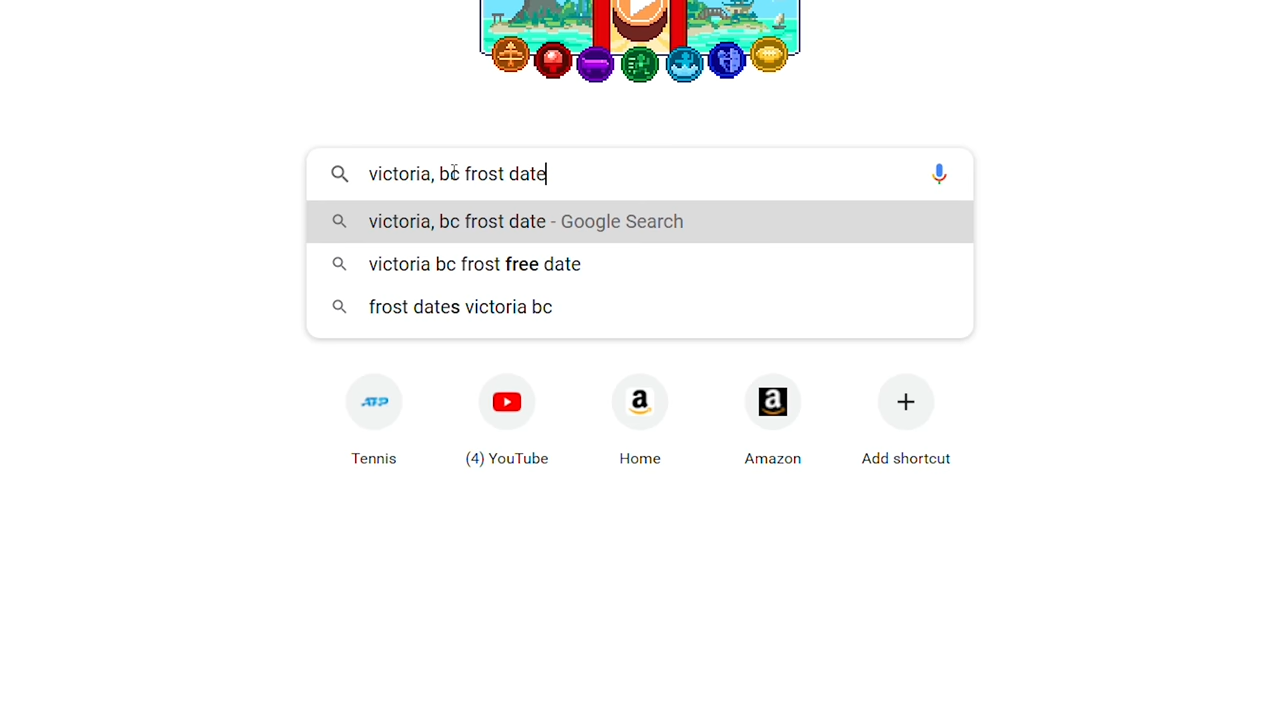 victoria, bc frost date
victoria, bc frost date - Google Search
victoria bc frost free date
frost dates victoria bc
ATP
a
a
Tennis
(4) YouTube
Home
Amazon
Add shortcut